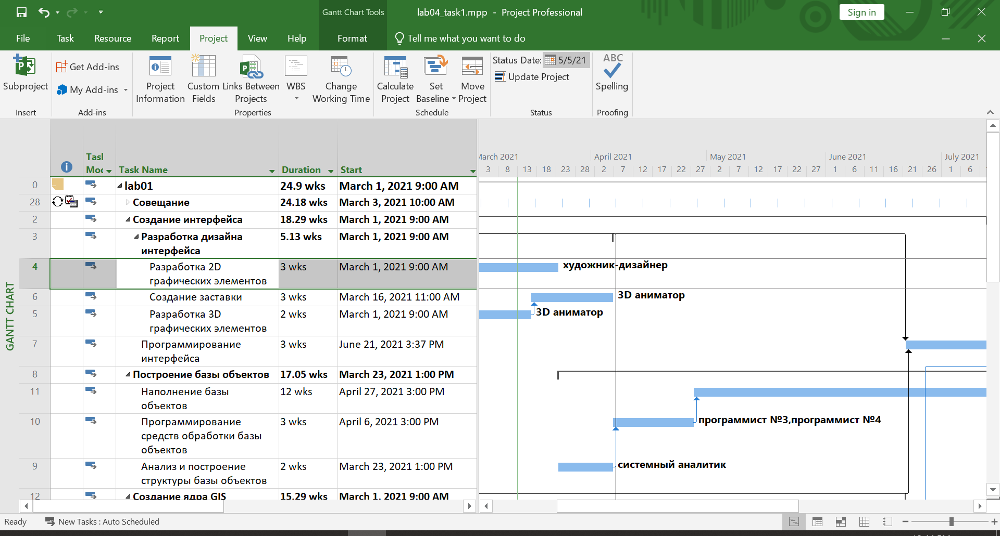 Gantt Chart Tools
lab04_task1.mpp - Project Professional
Sign in
File Task Resource Report Project View Help Format Tell me what you want to do
Subproject
Insert
Get Add-ins
My Add-ins
Add-ins
Project Information
Custom Fields
Links Between Projects
WBS
Change Working Time
Properties
Calculate Project
Set Baseline
Move Project
Schedule
Status Date: 5/5/21
Update Project
Status
ABC
Spelling
Proofing
GANTT CHART
Task Name Duration Start
March 2021 April 2021 May 2021 June 2021 July 2021
3 8 13 18 23 28 2 7 12 17 22 27 2 7 12 17 22 27 1 6 11 16 21 26 1 6
0 lab01 24.9 wks March 1, 2021 9:00 AM
28 Совещание 24.18 wks March 3, 2021 10:00 AM
2 Создание интерфейса 18.29 wks March 1, 2021 9:00 AM
3 Разработка дизайна 5.13 wks March 1, 2021 9:00 AM
интерфейса
4 Разработка 2D 3 wks March 1, 2021 9:00 AM художник-дизайнер
графических элементов
6 Создание заставки 3 wks March 16, 2021 11:00 AM 3D аниматор
5 Разработка 3D 2 wks March 1, 2021 9:00 AM 3D аниматор
графических элементов
7 Программирование 3 wks June 21, 2021 3:37 PM
интерфейса
8 Построение базы объектов 17.05 wks March 23, 2021 1:00 PM
11 Наполнение базы 12 wks April 27, 2021 3:00 PM
объектов
10 Программирование 3 wks April 6, 2021 3:00 PM программист №3,программист №4
средств обработки базы
объектов
9 Анализ и построение 2 wks March 23, 2021 1:00 PM системный аналитик
структуры базы объектов
12 Создание ядра GIS 15.29 wks March 1, 2021 9:00 AM
Ready New Tasks : Auto Scheduled